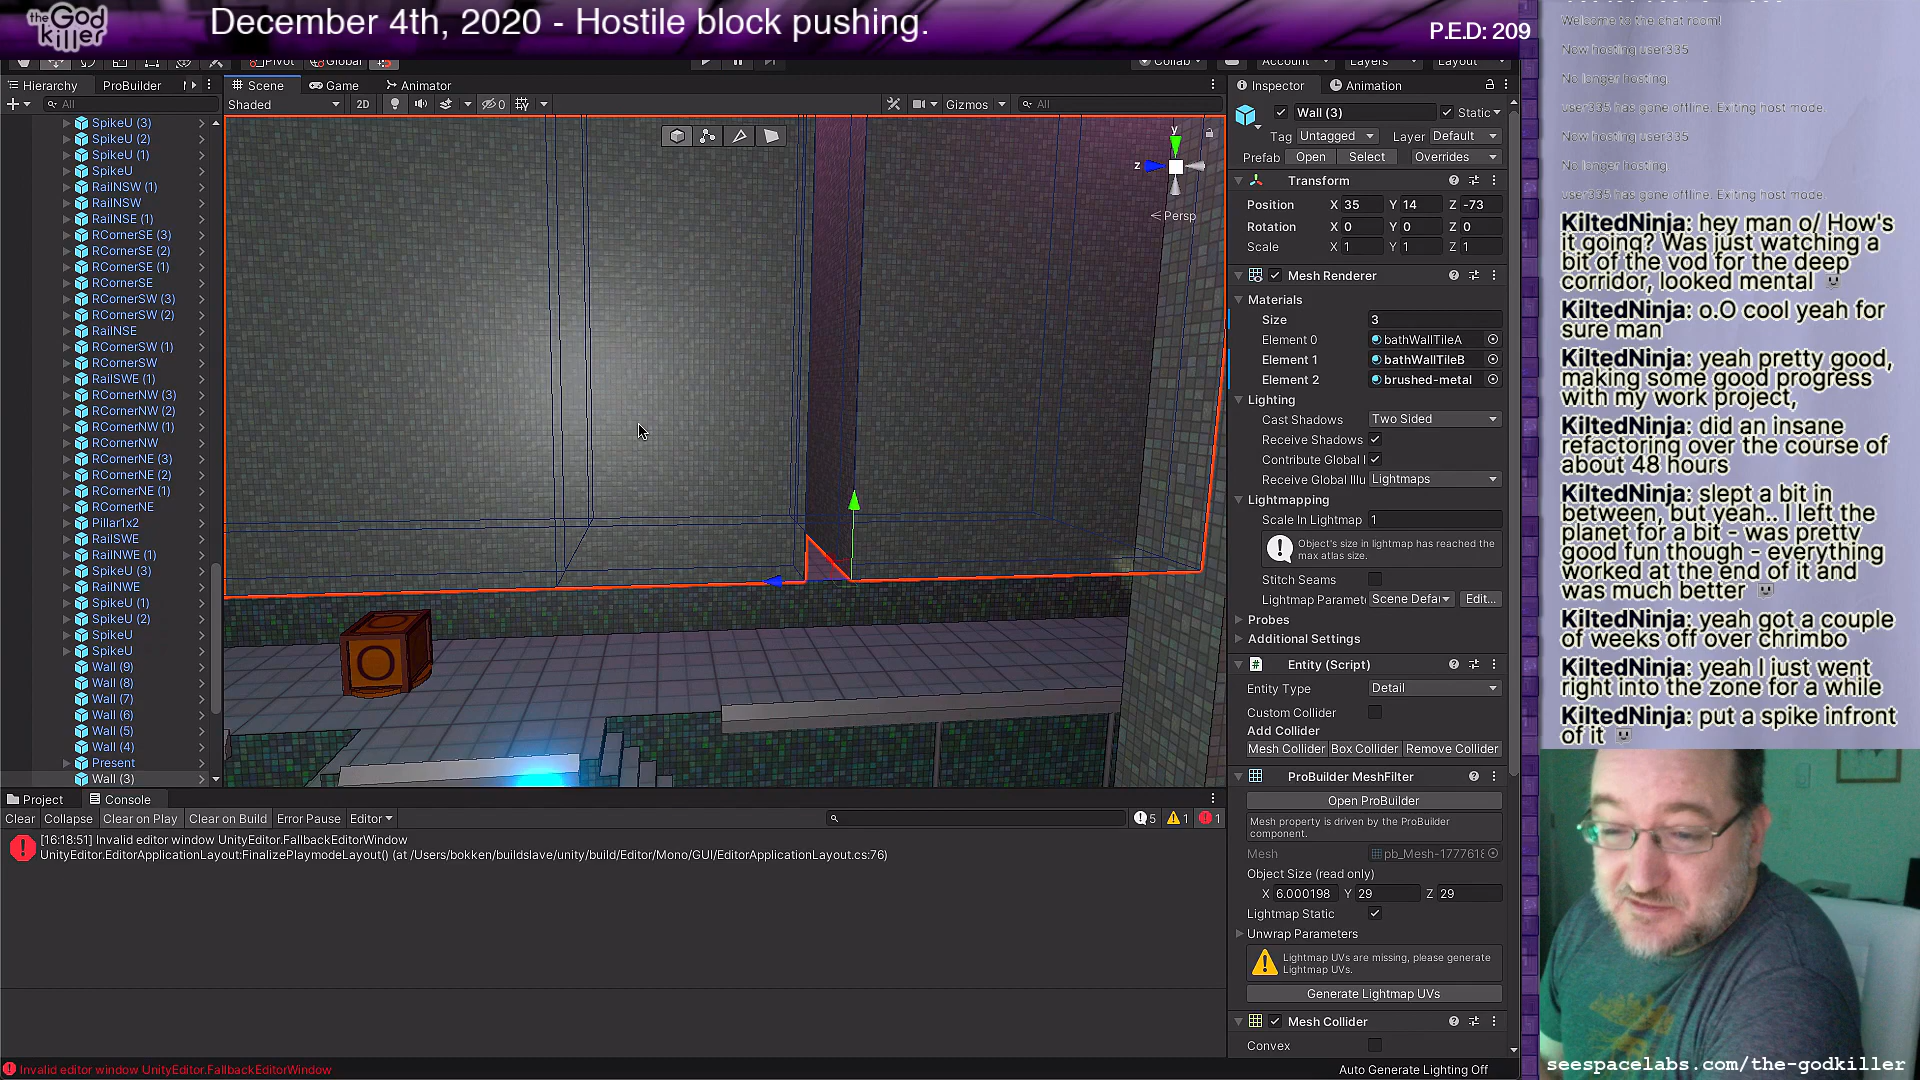 the God killer
December 4th, 2020 - Hostile block pushing.
P.E.D: 209
Pivot
Global
Collab
Account
Layers
Layout
Hierarchy
ProBuilder
Scene
Game
Animator
Inspector
Animation
All
Shaded
2D
0
Gizmos
All
SpikeU (3)
SpikeU (2)
SpikeU (1)
SpikeU
RailNSW (1)
RailNSW
RailNSE (1)
RCornerSE (3)
RCornerSE (2)
RCornerSE (1)
RCornerSE
RCornerSW (3)
RCornerSW (2)
RailNSE
RCornerSW (1)
RCornerSW
RailSWE (1)
RCornerNW (3)
RCornerNW (2)
RCornerNW (1)
RCornerNW
RCornerNE (3)
RCornerNE (2)
RCornerNE (1)
RCornerNE
Pillar1x2
RailSWE
RailNWE (1)
SpikeU (3)
RailNWE
SpikeU (1)
SpikeU (2)
SpikeU
SpikeU
Wall (9)
Wall (8)
Wall (7)
Wall (6)
Wall (5)
Wall (4)
Present
Wall (3)
y
z
Persp
O
Wall (3)
Static
Tag Untagged
Layer Default
Prefab Open Select Overrides
Transform
Position X 35 Y 14 Z -73
Rotation X 0 Y 0 Z 0
Scale X 1 Y 1 Z 1
Mesh Renderer
Materials
Size 3
Element 0 bathWallTileA
Element 1 bathWallTileB
Element 2 brushed-metal
Lighting
Cast Shadows Two Sided
Receive Shadows
Contribute Global I
Receive Global Illu Lightmaps
Lightmapping
Scale In Lightmap 1
Object's size in lightmap has reached the
max atlas size.
Stitch Seams
Lightmap Paramete Scene Defau Edit...
Probes
Additional Settings
Entity (Script)
Entity Type Detail
Custom Collider
Add Collider
Mesh Collider Box Collider Remove Collider
ProBuilder MeshFilter
Open ProBuilder
Mesh property is driven by the ProBuilder
component.
Mesh pb_Mesh-1777618
Object Size (read only)
X 6.000198 Y 29 Z 29
Lightmap Static
Unwrap Parameters
Lightmap UVs are missing, please generate
Lightmap UVs.
Generate Lightmap UVs
Mesh Collider
Convex
Auto Generate Lighting Off
Project
Console
Clear
Collapse
Clear on Play
Clear on Build
Error Pause
Editor
5
1
1
[16:18:51] Invalid editor window UnityEditor.FallbackEditorWindow
UnityEditor.EditorApplicationLayout:FinalizePlaymodeLayout() (at /Users/bokken/buildslave/unity/build/Editor/Mono/GUI/EditorApplicationLayout.cs:76)
Invalid editor window UnityEditor.FallbackEditorWindow
Welcome to the chat room!
Now hosting user335
No longer hosting.
user335 has gone offline. Exiting host mode.
Now hosting user335
No longer hosting.
user335 has gone offline. Exiting host mode.
KiltedNinja: hey man o/ How's
it going? Was just watching a
bit of the vod for the deep
corridor, looked mental
KiltedNinja: o.O cool yeah for
sure man
KiltedNinja: yeah pretty good,
making some good progress
with my work project,
KiltedNinja: did an insane
refactoring over the course of
about 48 hours
KiltedNinja: slept a bit in
between, but yeah.. I left the
planet for a bit - was pretty
good fun though - everything
worked at the end of it and
was much better
KiltedNinja: yeah got a couple
of weeks off over chrimbo
KiltedNinja: yeah I just went
right into the zone for a while
KiltedNinja: put a spike infront
of it
seespacelabs.com/the-godkiller